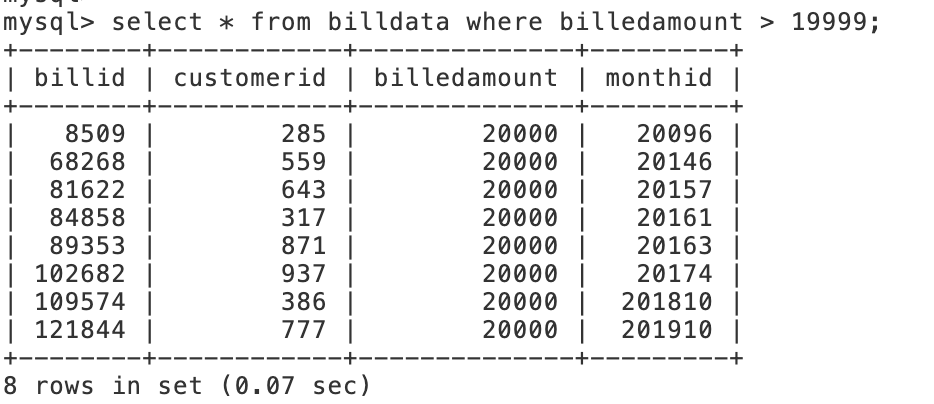 mysql> select * from billdata where billedamount > 19999;
+--------+------------+--------------+---------+
| billid | customerid | billedamount | monthid |
+--------+------------+--------------+---------+
|   8509 |        285 |        20000 |   20096 |
|  68268 |        559 |        20000 |   20146 |
|  81622 |        643 |        20000 |   20157 |
|  84858 |        317 |        20000 |   20161 |
|  89353 |        871 |        20000 |   20163 |
| 102682 |        937 |        20000 |   20174 |
| 109574 |        386 |        20000 |  201810 |
| 121844 |        777 |        20000 |  201910 |
+--------+------------+--------------+---------+
8 rows in set (0.07 sec)